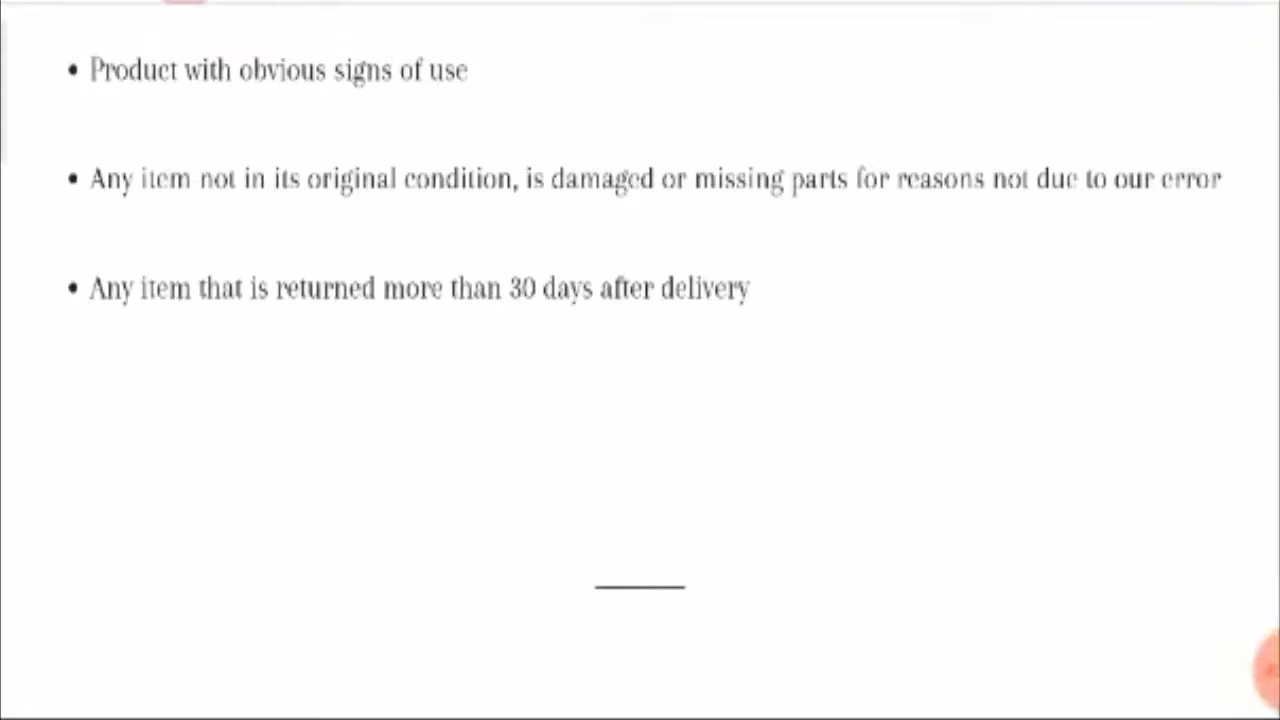 • Product with obvious signs of use
• Any item not in its original condition, is damaged or missing parts for reasons not due to our error
• Any item that is returned more than 30 days after delivery